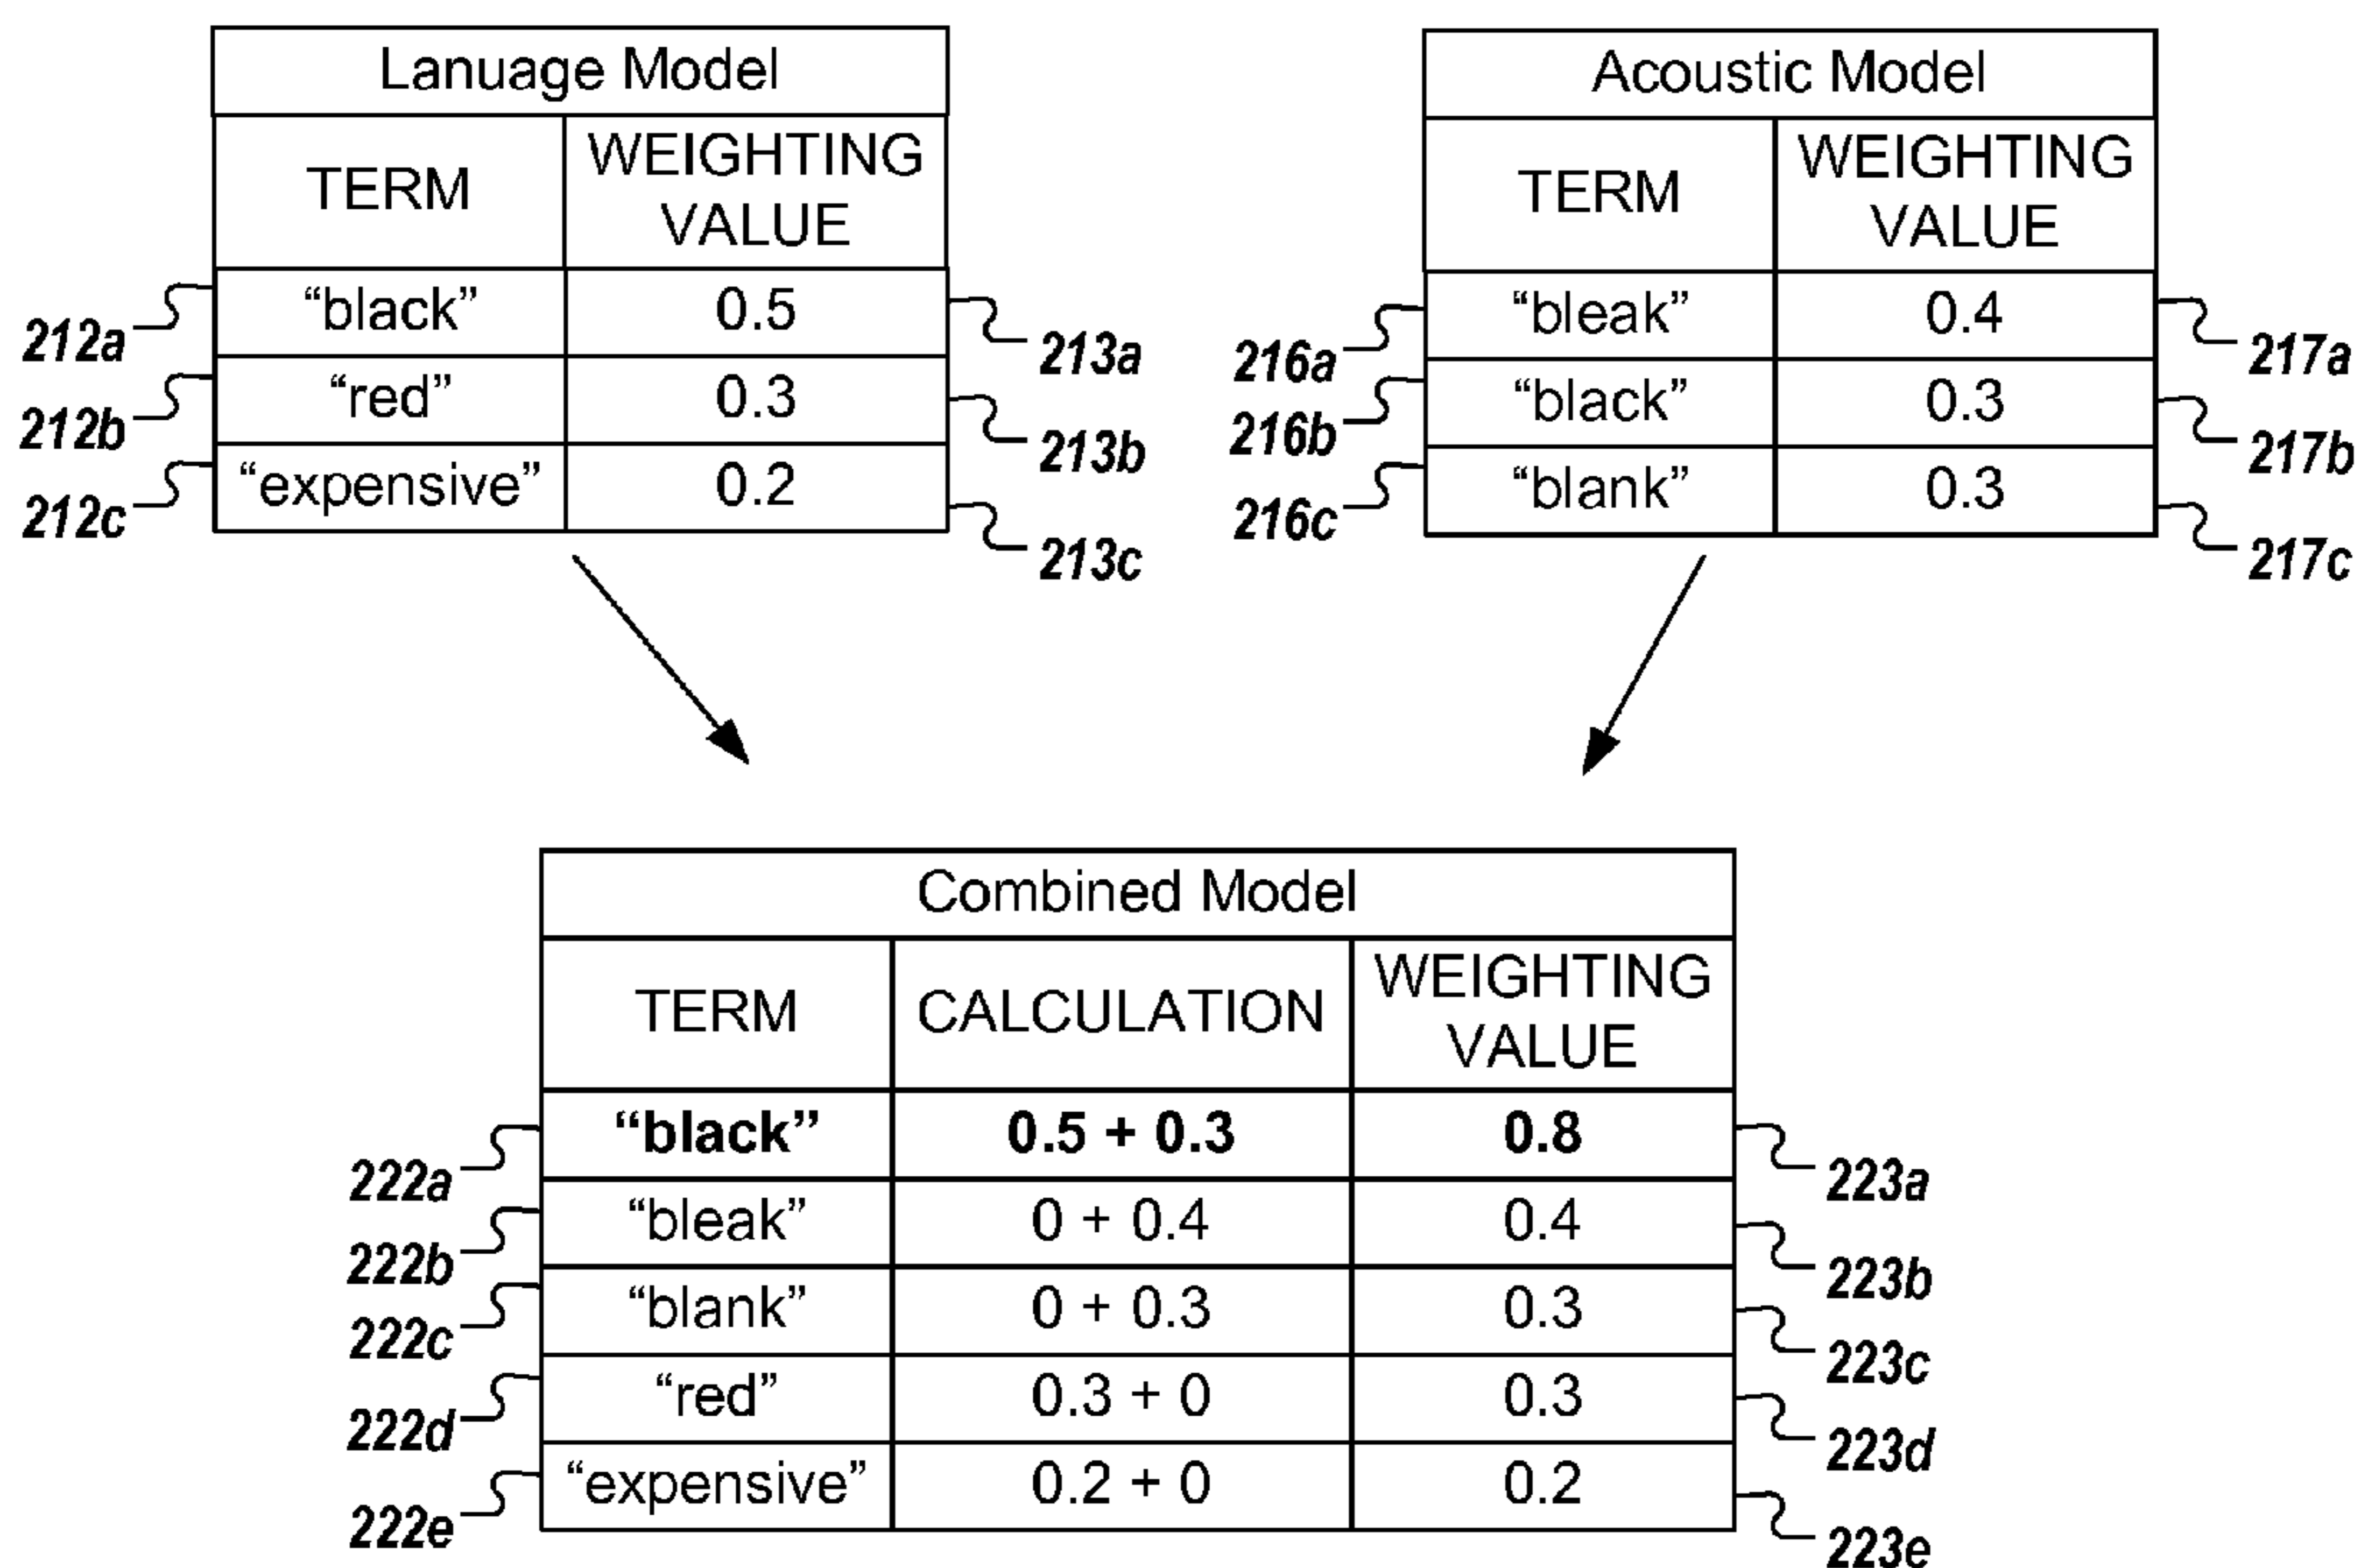 Lanuage Model
TERM WEIGHTING VALUE
212a "black" 0.5 213a
212b "red" 0.3 213b
212c "expensive" 0.2 213c
Acoustic Model
TERM WEIGHTING VALUE
216a "bleak" 0.4 217a
216b "black" 0.3 217b
216c "blank" 0.3 217c
Combined Model
TERM CALCULATION WEIGHTING VALUE
222a "black" 0.5 + 0.3 0.8 223a
222b "bleak" 0 + 0.4 0.4 223b
222c "blank" 0 + 0.3 0.3 223c
222d "red" 0.3 + 0 0.3 223d
222e "expensive" 0.2 + 0 0.2 223e